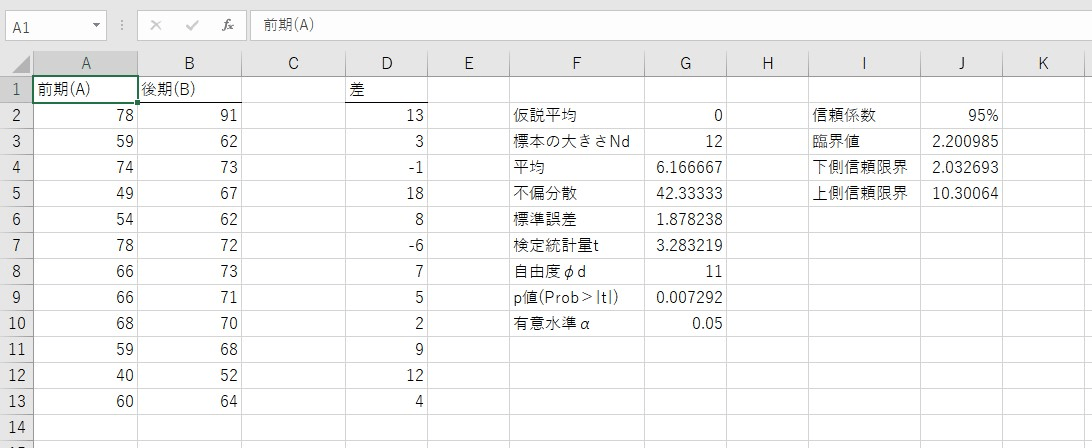 A1 fx 前期(A)
A B C D E F G H I J K
1 前期(A) 後期(B) 差
2 78 91 13 仮説平均 0 信頼係数 95%
3 59 62 3 標本の大きさNd 12 臨界値 2.200985
4 74 73 -1 平均 6.166667 下側信頼限界 2.032693
5 49 67 18 不偏分散 42.33333 上側信頼限界 10.30064
6 54 62 8 標準誤差 1.878238
7 78 72 -6 検定統計量t 3.283219
8 66 73 7 自由度φd 11
9 66 71 5 p値(Prob＞|t|) 0.007292
10 68 70 2 有意水準α 0.05
11 59 68 9
12 40 52 12
13 60 64 4
14